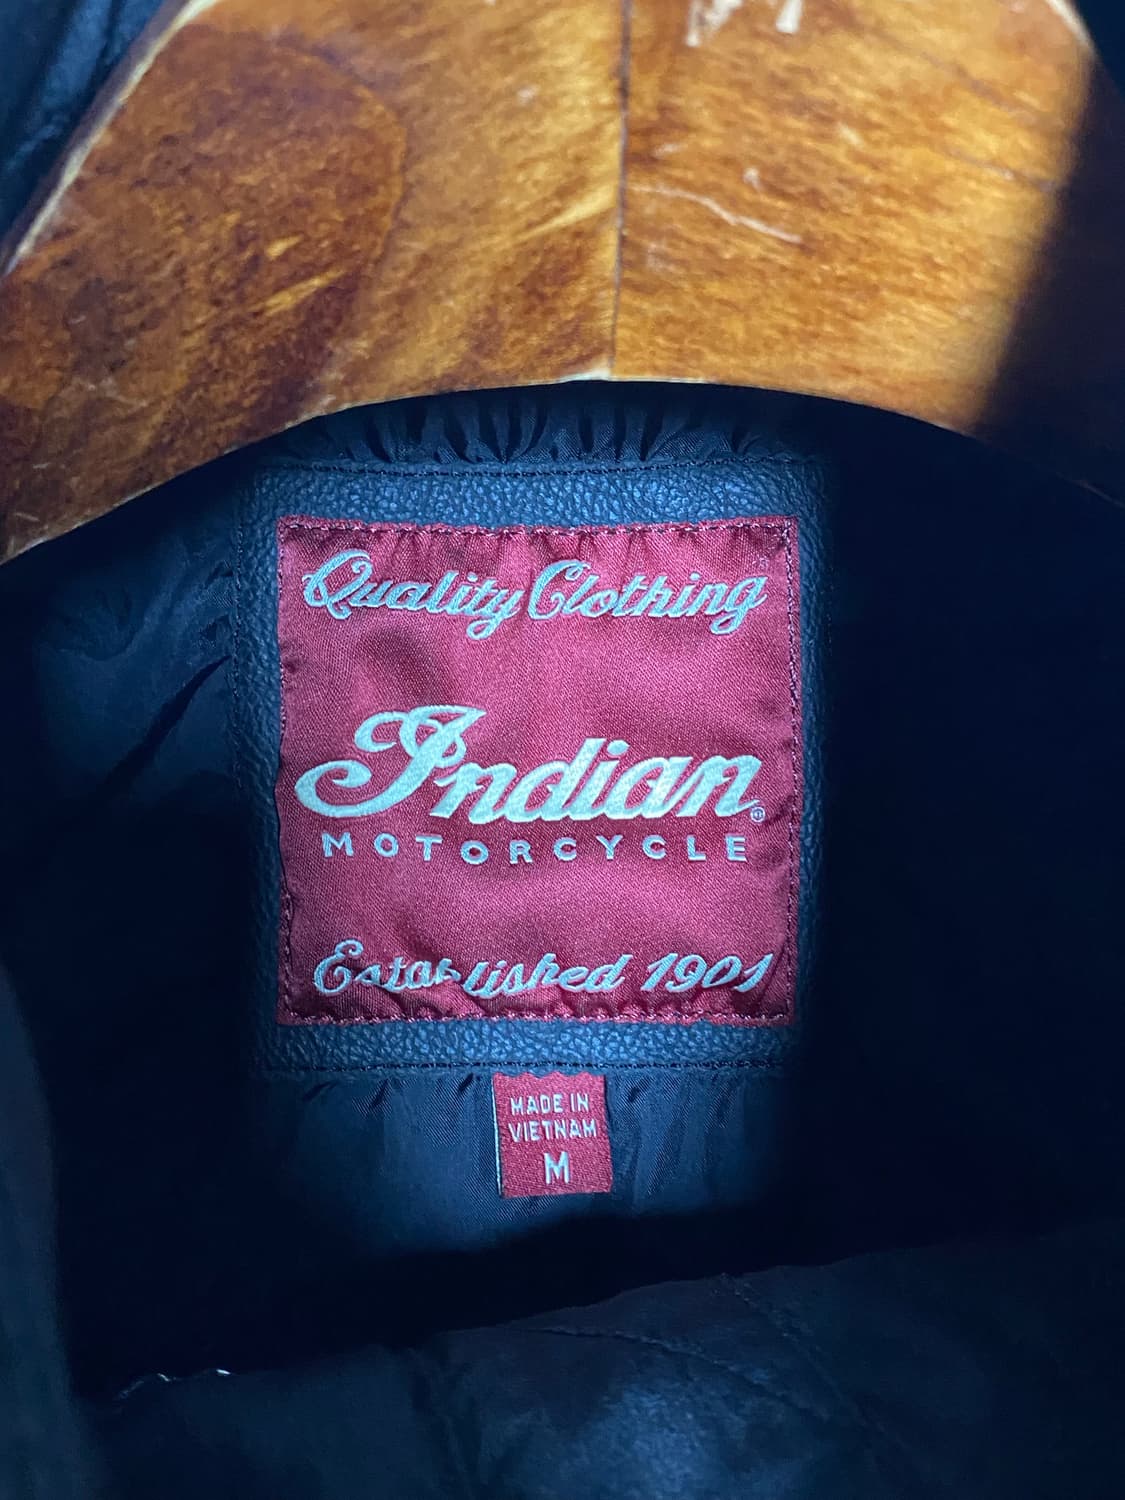 Quality Clothing
Indian®
MOTORCYCLE
Established 1901
MADE IN
VIETNAM
M